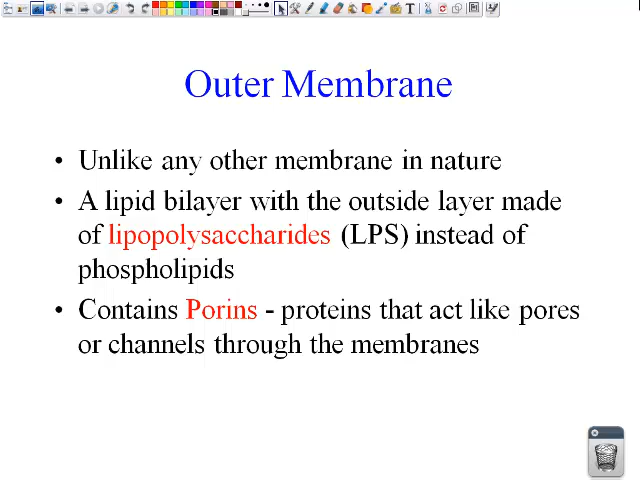 Outer Membrane
• Unlike any other membrane in nature
• A lipid bilayer with the outside layer made
of lipopolysaccharides (LPS) instead of
phospholipids
• Contains Porins - proteins that act like pores
or channels through the membranes